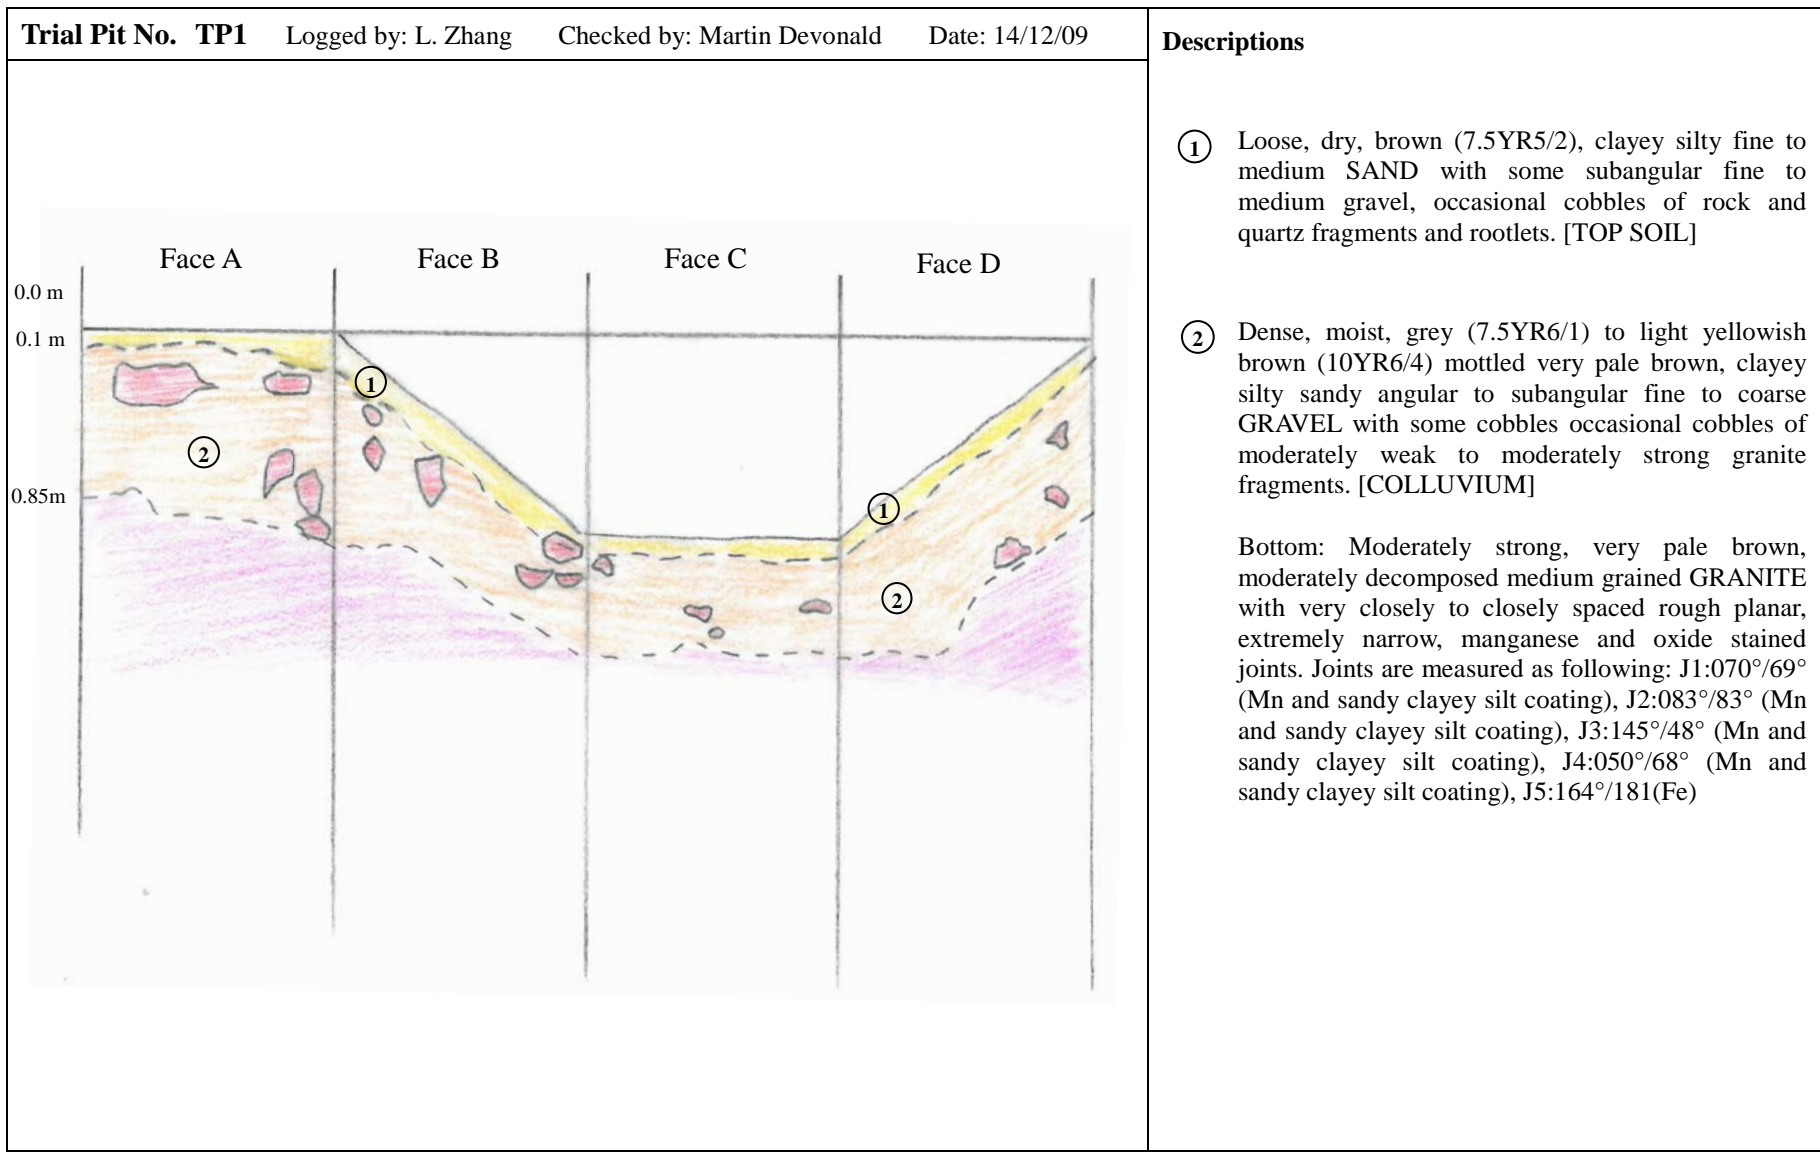 Trial Pit No. TP1 Logged by: L. Zhang Checked by: Martin Devonald Date: 14/12/09
Face A Face B Face C Face D
0.0 m
0.1 m
0.85m
1
2
1
2
Descriptions
1 Loose, dry, brown (7.5YR5/2), clayey silty fine to
medium SAND with some subangular fine to
medium gravel, occasional cobbles of rock and
quartz fragments and rootlets. [TOP SOIL]
2 Dense, moist, grey (7.5YR6/1) to light yellowish
brown (10YR6/4) mottled very pale brown, clayey
silty sandy angular to subangular fine to coarse
GRAVEL with some cobbles occasional cobbles of
moderately weak to moderately strong granite
fragments. [COLLUVIUM]
Bottom: Moderately strong, very pale brown,
moderately decomposed medium grained GRANITE
with very closely to closely spaced rough planar,
extremely narrow, manganese and oxide stained
joints. Joints are measured as following: J1:070°/69°
(Mn and sandy clayey silt coating), J2:083°/83° (Mn
and sandy clayey silt coating), J3:145°/48° (Mn and
sandy clayey silt coating), J4:050°/68° (Mn and
sandy clayey silt coating), J5:164°/181(Fe)